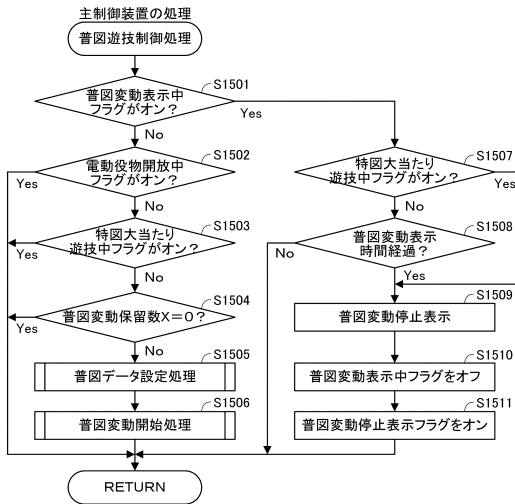 主制御装置の処理
普図遊技制御処理
S1501
普図変動表示中
フラグがオン？
Yes
No
S1502
電動役物開放中
フラグがオン？
Yes
No
S1503
特図大当たり
遊技中フラグがオン？
Yes
No
S1504
普図変動保留数X＝0？
Yes
No
S1505
普図データ設定処理
S1506
普図変動開始処理
S1507
特図大当たり
遊技中フラグがオン？
Yes
No
S1508
普図変動表示
時間経過？
No
Yes
S1509
普図変動停止表示
S1510
普図変動表示中フラグをオフ
S1511
普図変動停止表示フラグをオン
RETURN